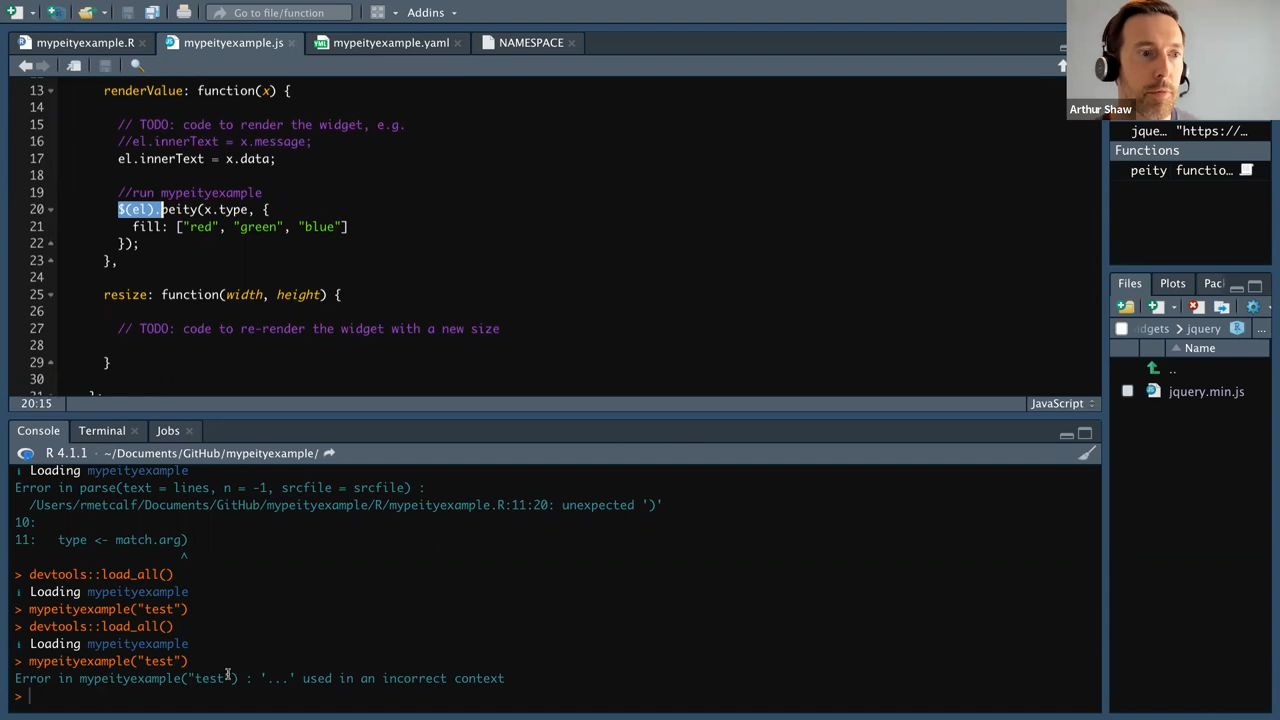 Go to file/function
Addins
mypeityexample.R
mypeityexample.js
mypeityexample.yaml
NAMESPACE
Arthur Shaw
13 renderValue: function(x) {
14
15 // TODO: code to render the widget, e.g.
16 //el.innerText = x.message;
17 el.innerText = x.data;
18
19 //run mypeityexample
20 $(el).peity(x.type, {
21 fill: ["red", "green", "blue"]
22 });
23 },
24
25 resize: function(width, height) {
26
27 // TODO: code to re-render the widget with a new size
28
29 }
30
20:15
JavaScript
jque… "https://…
Functions
peity functio…
Files Plots Pac
idgets jquery ...
Name
..
jquery.min.js
Console Terminal Jobs
R 4.1.1 · ~/Documents/GitHub/mypeityexample/
i Loading mypeityexample
Error in parse(text = lines, n = -1, srcfile = srcfile) :
/Users/rmetcalf/Documents/GitHub/mypeityexample/R/mypeityexample.R:11:20: unexpected ')'
10:
11: type <- match.arg)
^
> devtools::load_all()
i Loading mypeityexample
> mypeityexample("test")
> devtools::load_all()
i Loading mypeityexample
> mypeityexample("test")
Error in mypeityexample("test") : '...' used in an incorrect context
>